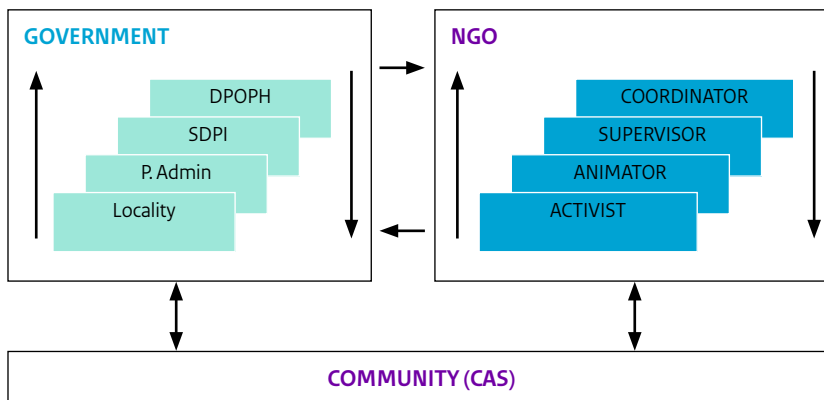 GOVERNMENT
DPOPH
SDPI
P. Admin
Locality
NGO
COORDINATOR
SUPERVISOR
ANIMATOR
ACTIVIST
COMMUNITY (CAS)